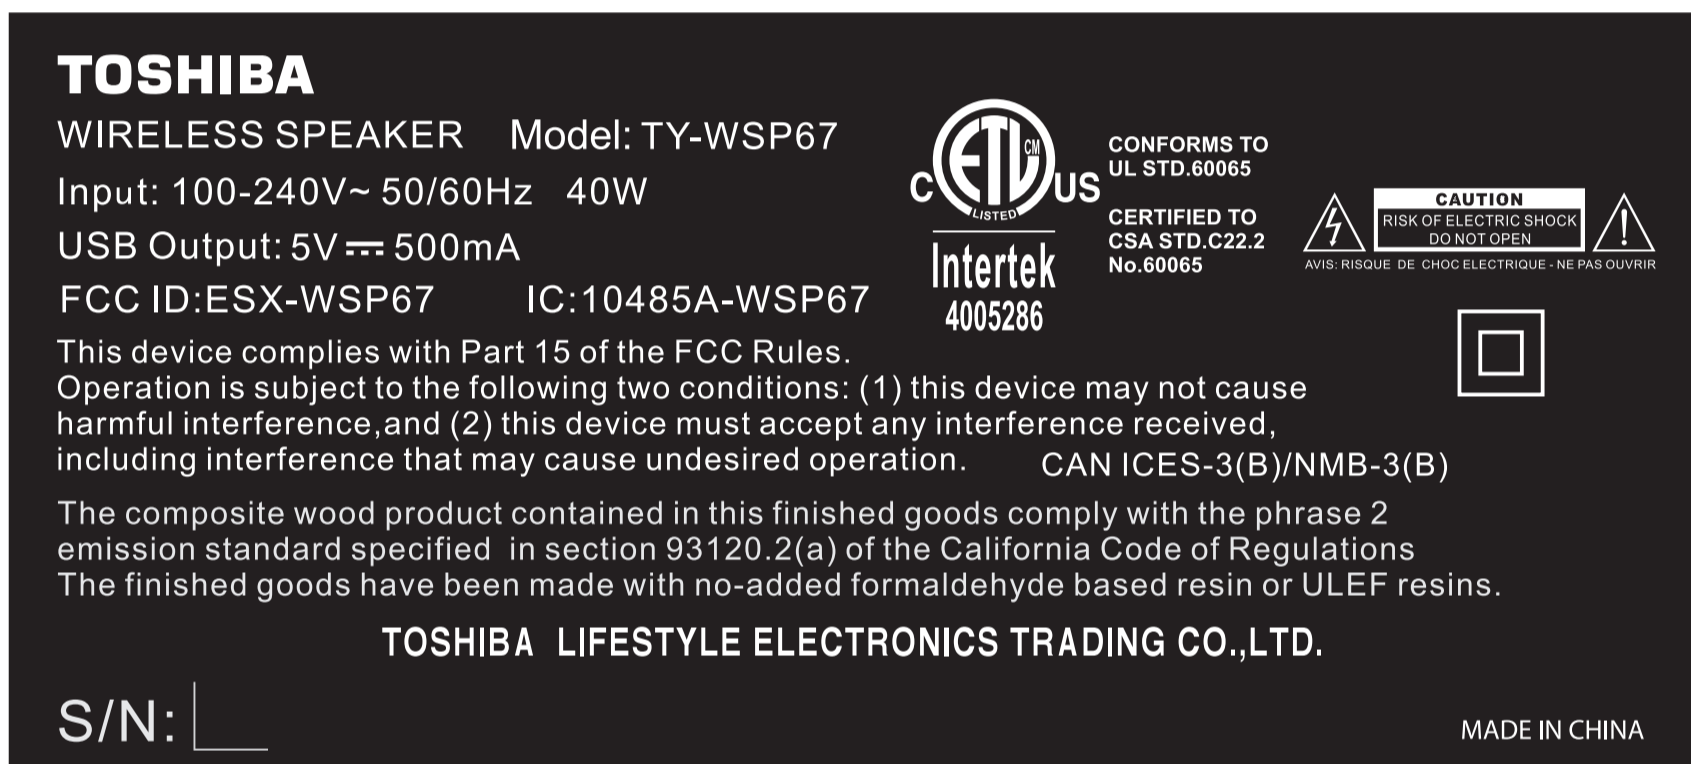 TOSHIBA
WIRELESS SPEAKER Model: TY-WSP67
Input: 100-240V~ 50/60Hz 40W
USB Output: 5V⎓500mA
FCC ID:ESX-WSP67 IC:10485A-WSP67
C ETL CM US
LISTED
Intertek
4005286
CONFORMS TO
UL STD.60065
CERTIFIED TO
CSA STD.C22.2
No.60065
CAUTION
RISK OF ELECTRIC SHOCK
DO NOT OPEN
AVIS: RISQUE DE CHOC ELECTRIQUE - NE PAS OUVRIR
This device complies with Part 15 of the FCC Rules.
Operation is subject to the following two conditions: (1) this device may not cause
harmful interference,and (2) this device must accept any interference received,
including interference that may cause undesired operation. CAN ICES-3(B)/NMB-3(B)
The composite wood product contained in this finished goods comply with the phrase 2
emission standard specified in section 93120.2(a) of the California Code of Regulations
The finished goods have been made with no-added formaldehyde based resin or ULEF resins.
TOSHIBA LIFESTYLE ELECTRONICS TRADING CO.,LTD.
S/N:
MADE IN CHINA